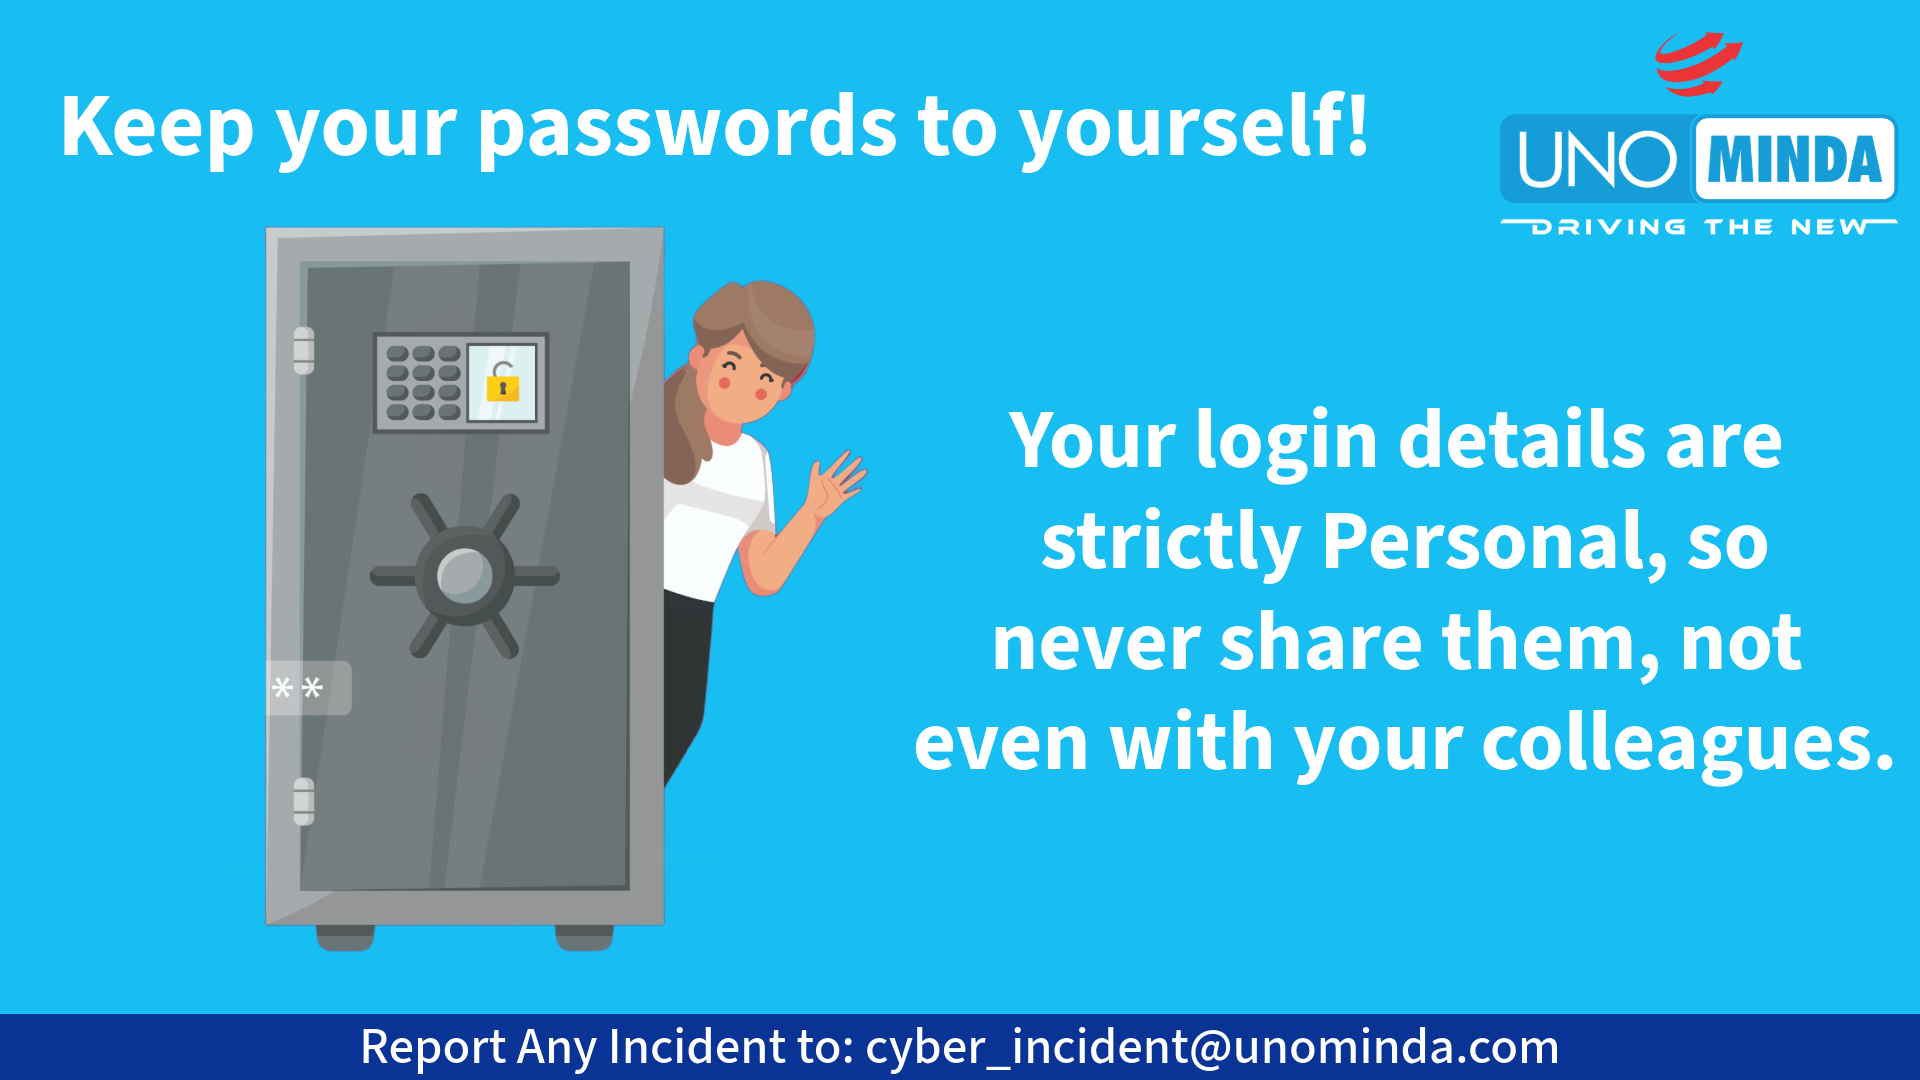 Keep your passwords to yourself!
UNO MINDA
DRIVING THE NEW
Your login details are
strictly Personal, so
never share them, not
even with your colleagues.
**
Report Any Incident to: cyber_incident@unominda.com